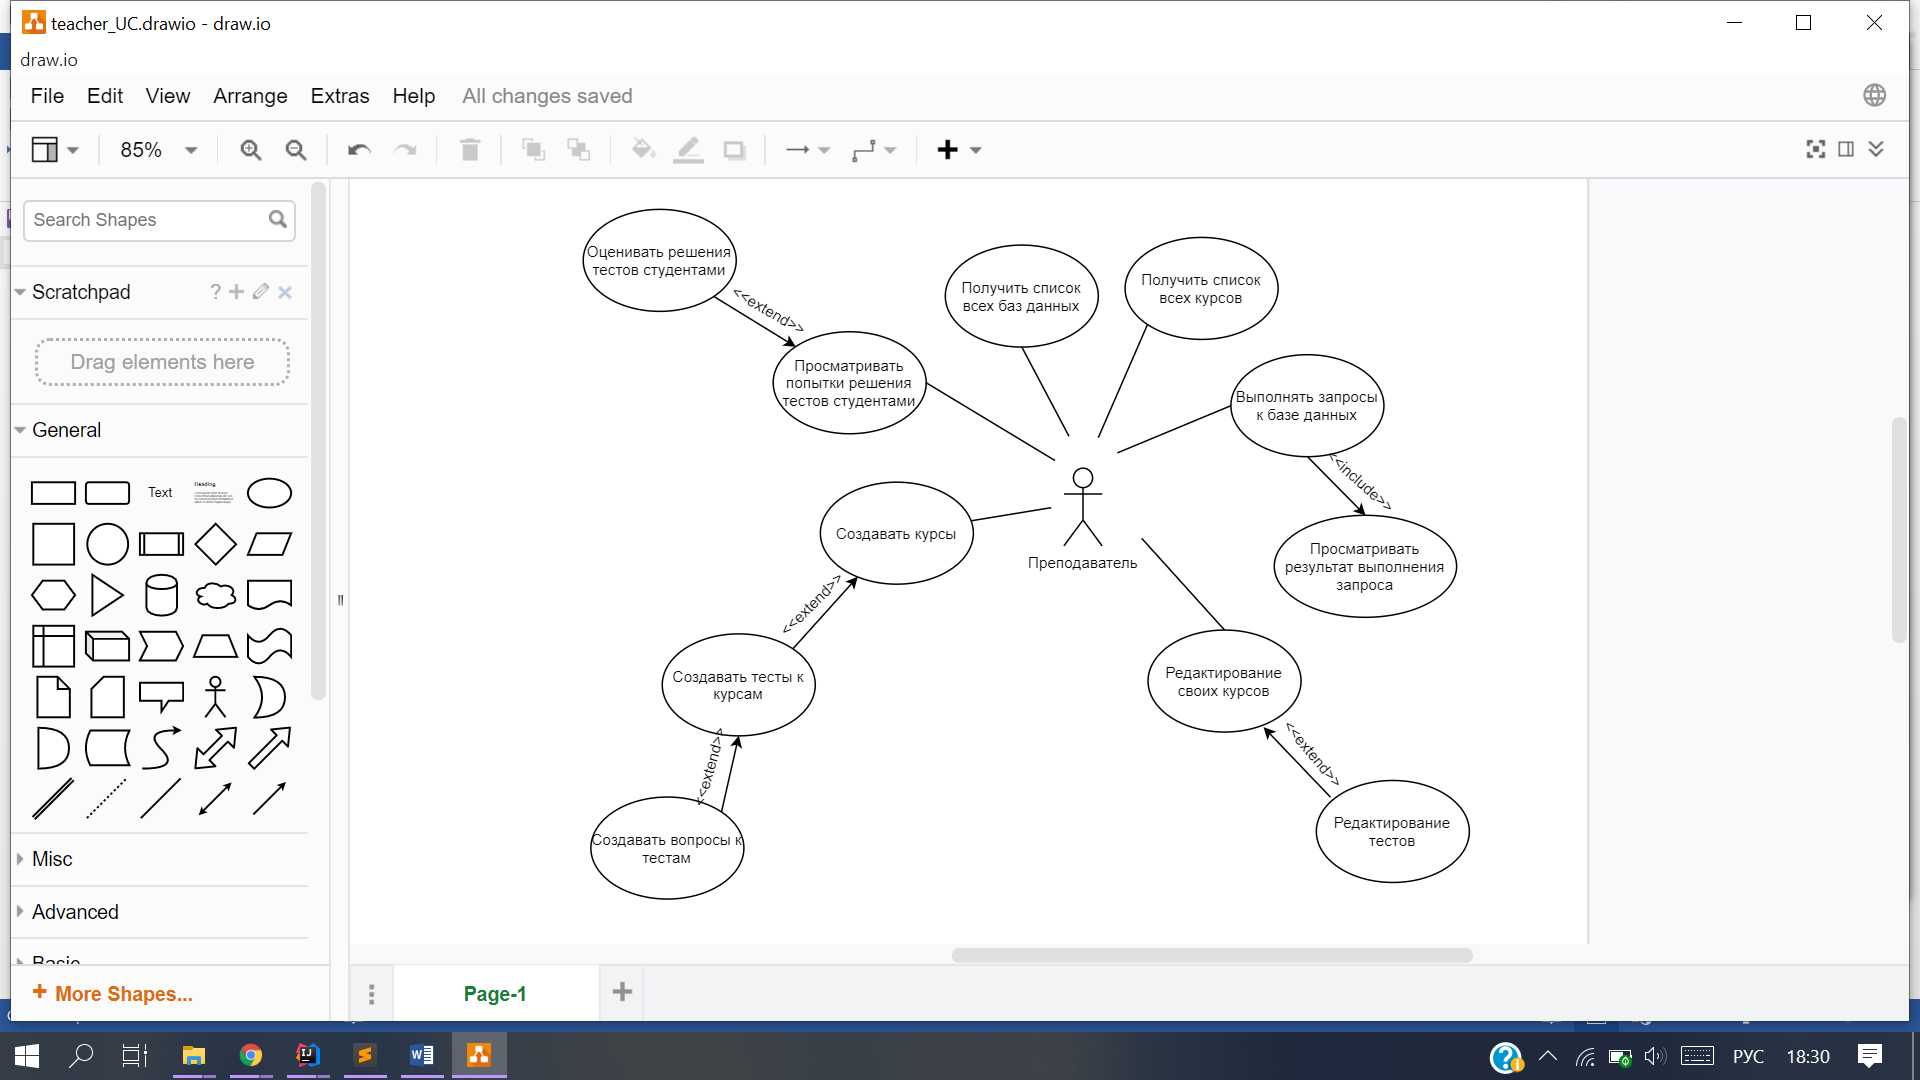 teacher_UC.drawio - draw.io
draw.io
File Edit View Arrange Extras Help All changes saved
85%
Search Shapes
Scratchpad
?
Drag elements here
General
Text
Heading
Misc
Advanced
Basic
+ More Shapes...
Оценивать решения
тестов студентами
<<extend>>
Просматривать
попытки решения
тестов студентами
Получить список
всех баз данных
Получить список
всех курсов
Выполнять запросы
к базе данных
<<include>>
Просматривать
результат выполнения
запроса
Преподаватель
Создавать курсы
<<extend>>
Создавать тесты к
курсам
<<extend>>
Создавать вопросы к
тестам
Редактирование
своих курсов
<<extend>>
Редактирование
тестов
Page-1
РУС 18:30